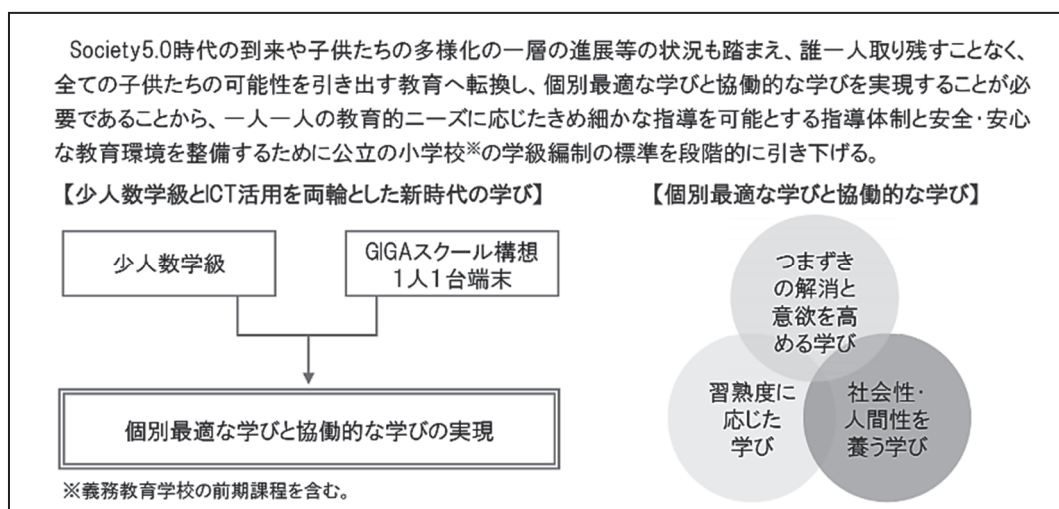 Society5.0時代の到来や子供たちの多様化の一層の進展等の状況も踏まえ、誰一人取り残すことなく、
全ての子供たちの可能性を引き出す教育へ転換し、個別最適な学びと協働的な学びを実現することが必
要であることから、一人一人の教育的ニーズに応じたきめ細かな指導を可能とする指導体制と安全・安心
な教育環境を整備するために公立の小学校※の学級編制の標準を段階的に引き下げる。
【少人数学級とICT活用を両輪とした新時代の学び】
少人数学級
GIGAスクール構想
1人1台端末
個別最適な学びと協働的な学びの実現
※義務教育学校の前期課程を含む。
【個別最適な学びと協働的な学び】
つまずき
の解消と
意欲を高
める学び
習熟度に
応じた
学び
社会性・
人間性を
養う学び